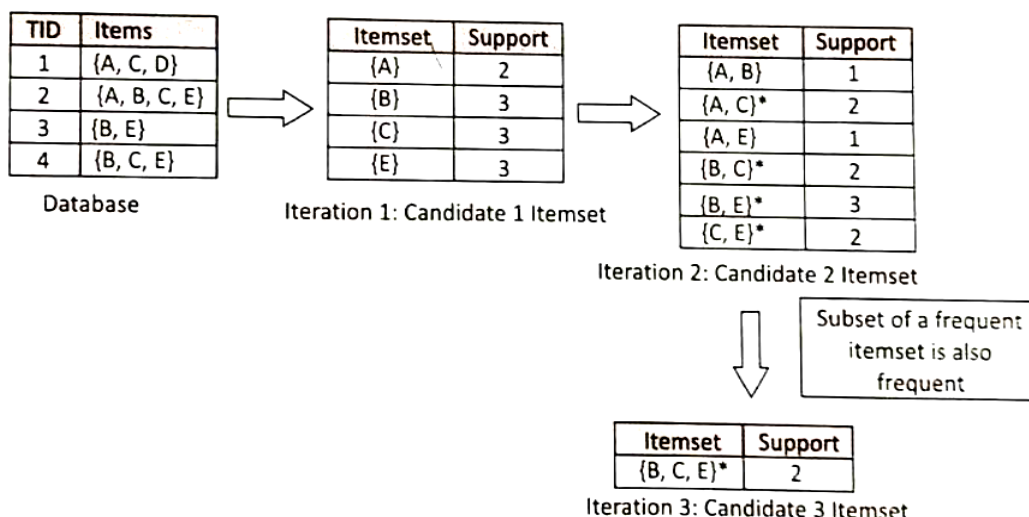 TID Items
1 {A, C, D}
2 {A, B, C, E}
3 {B, E}
4 {B, C, E}
Database
Itemset Support
{A} 2
{B} 3
{C} 3
{E} 3
Iteration 1: Candidate 1 Itemset
Itemset Support
{A, B} 1
{A, C}* 2
{A, E} 1
{B, C}* 2
{B, E}* 3
{C, E}* 2
Iteration 2: Candidate 2 Itemset
Subset of a frequent
itemset is also
frequent
Itemset Support
{B, C, E}* 2
Iteration 3: Candidate 3 Itemset